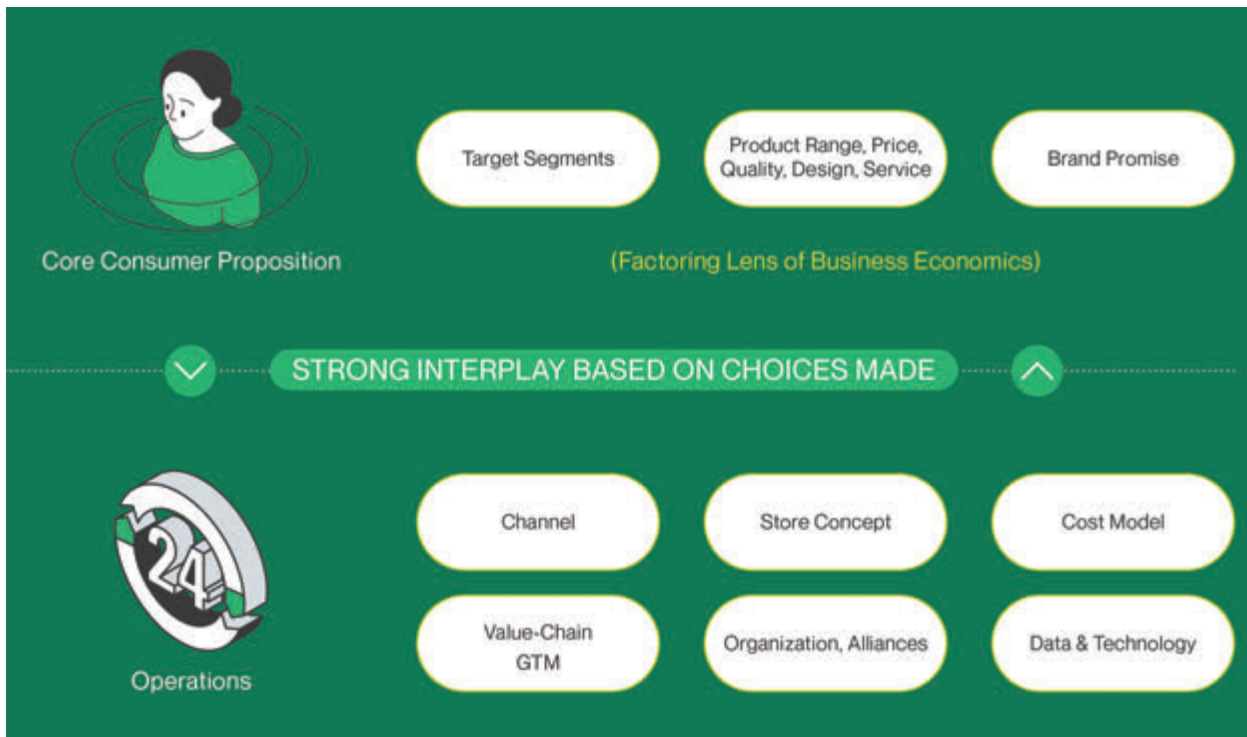 Target Segments
Product Range, Price,
Quality, Design, Service
Brand Promise
Core Consumer Proposition
(Factoring Lens of Business Economics)
STRONG INTERPLAY BASED ON CHOICES MADE
24
Channel
Store Concept
Cost Model
Value-Chain
GTM
Organization, Alliances
Data & Technology
Operations